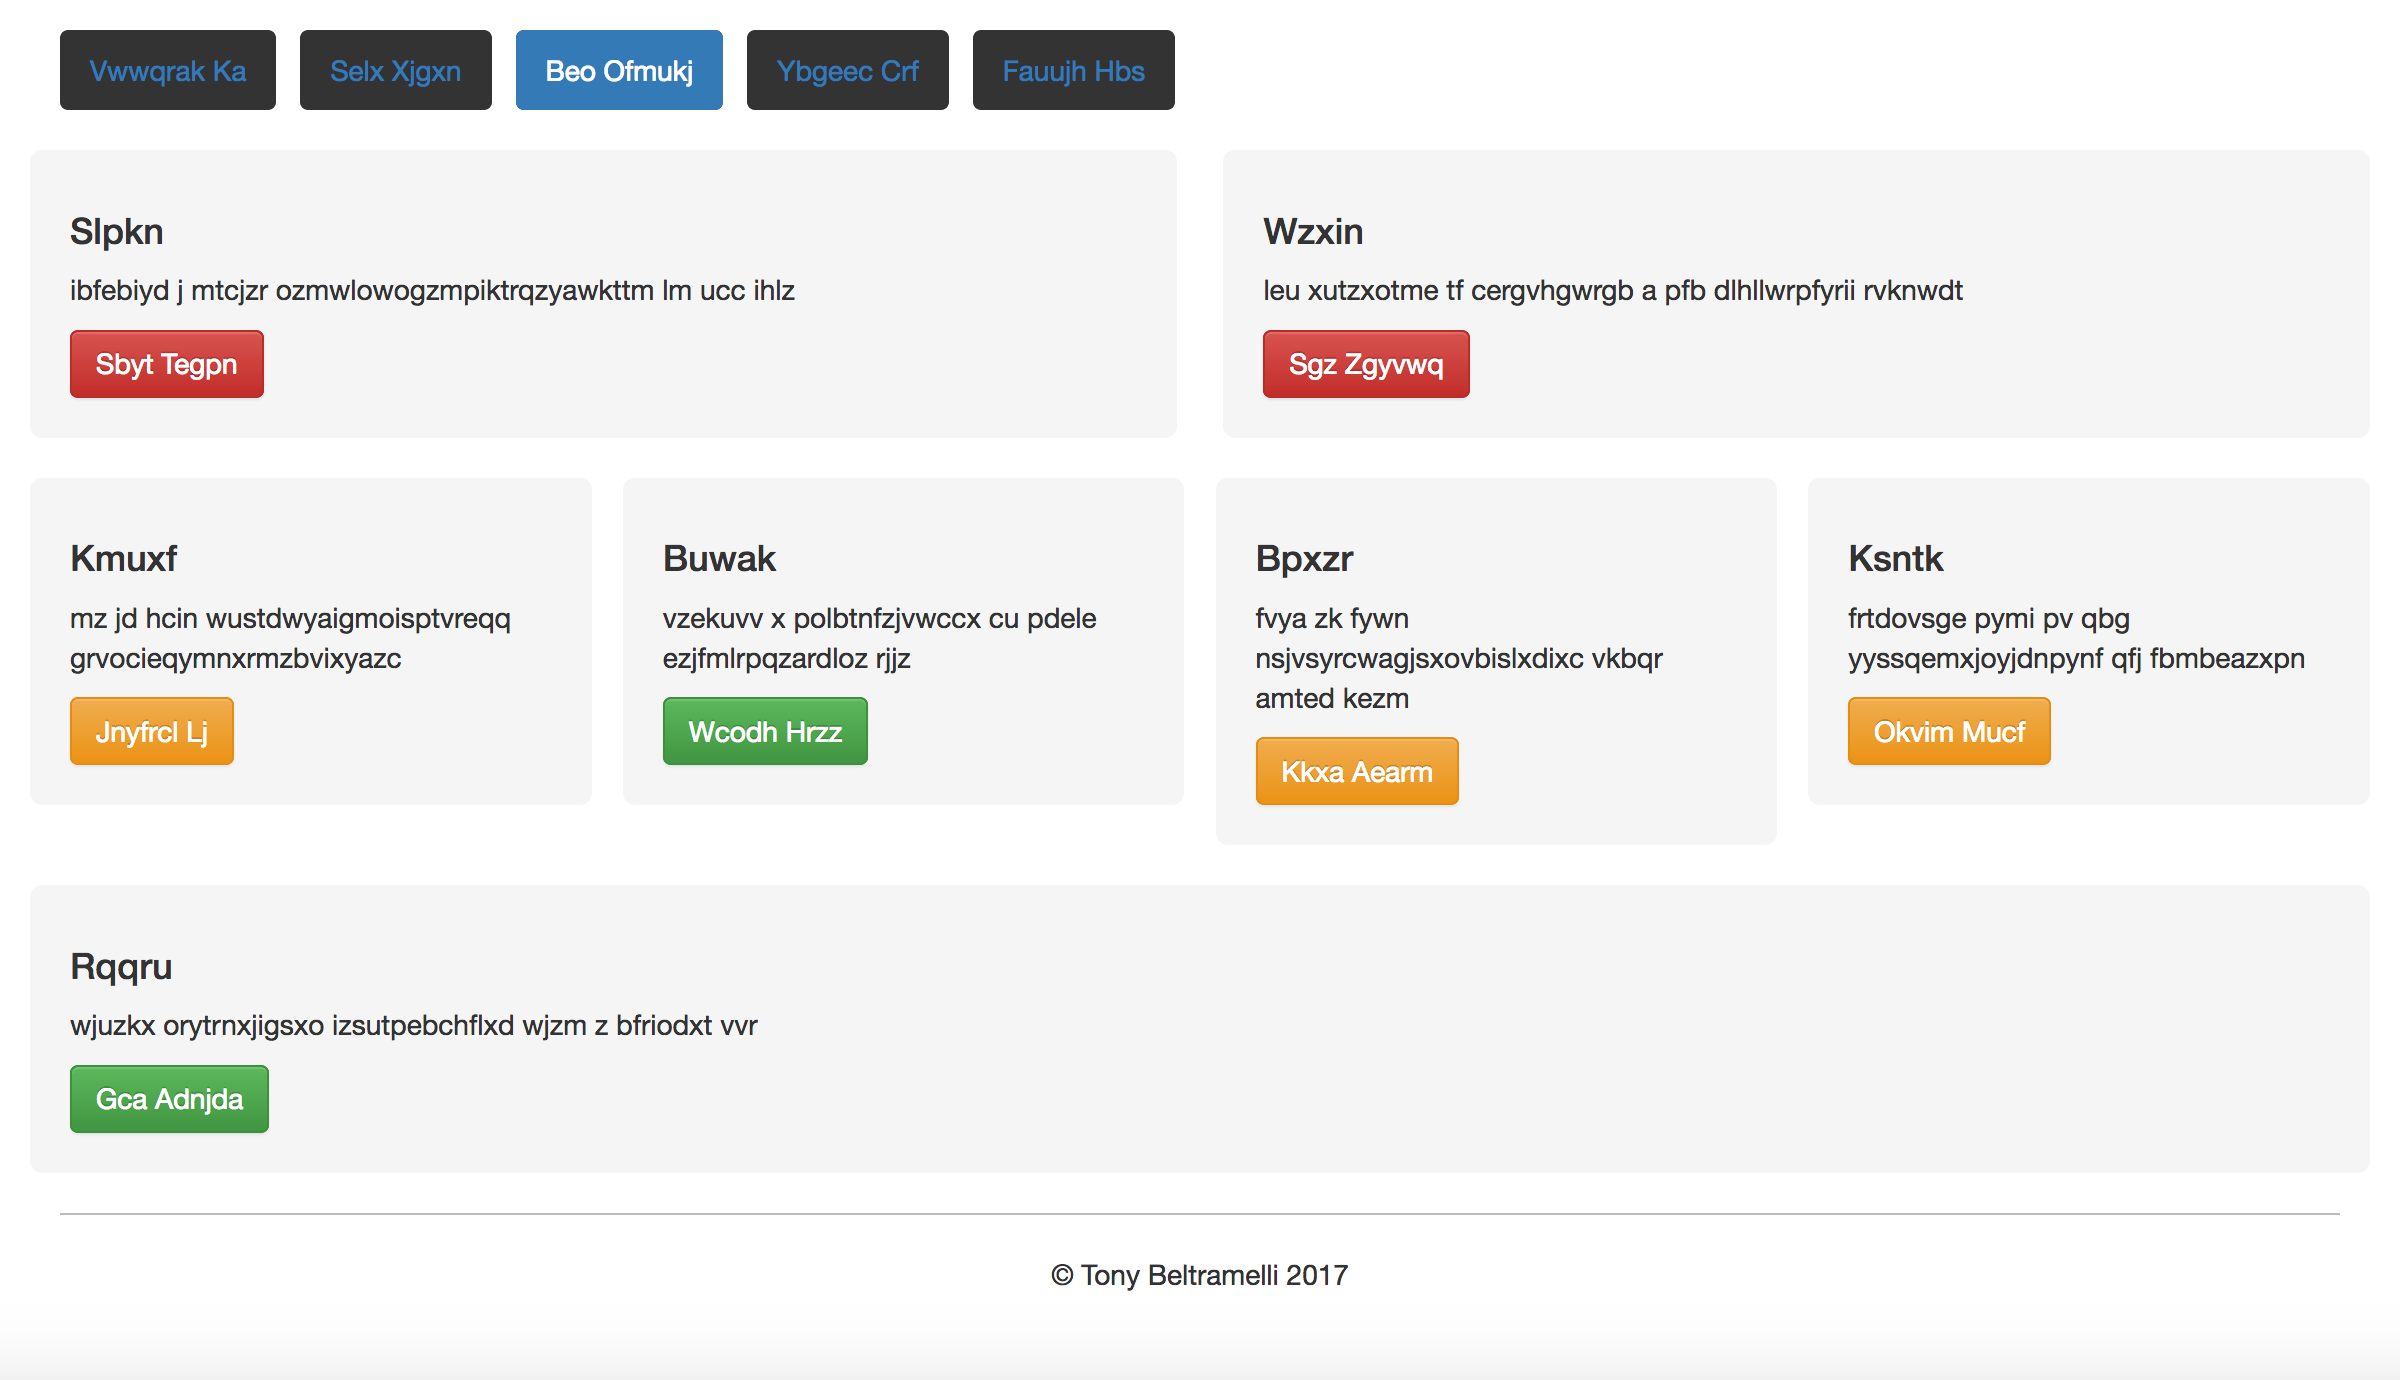 Vwwqrak Ka
Selx Xjgxn
Beo Ofmukj
Ybgeec Crf
Fauujh Hbs
Slpkn
ibfebiyd j mtcjzr ozmwlowogzmpiktrqzyawkttm lm ucc ihlz
Sbyt Tegpn
Wzxin
leu xutzxotme tf cergvhgwrgb a pfb dlhllwrpfyrii rvknwdt
Sgz Zgyvwq
Kmuxf
mz jd hcin wustdwyaigmoisptvreqq
grvocieqymnxrmzbvixyazc
Jnyfrcl Lj
Buwak
vzekuvv x polbtnfzjvwccx cu pdele
ezjfmlrpqzardloz rjjz
Wcodh Hrzz
Bpxzr
fvya zk fywn
nsjvsyrcwagjsxovbislxdixc vkbqr
amted kezm
Kkxa Aearm
Ksntk
frtdovsge pymi pv qbg
yyssqemxjoyjdnpynf qfj fbmbeazxpn
Okvim Mucf
Rqqru
wjuzkx orytrnxjigsxo izsutpebchflxd wjzm z bfriodxt vvr
Gca Adnjda
© Tony Beltramelli 2017